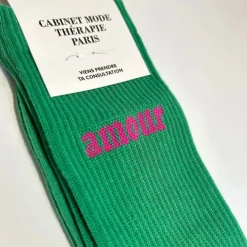 CABINET MODE
THÉRAPIE
PARIS
VIENS PRENDRE
TA CONSULTATION
amour